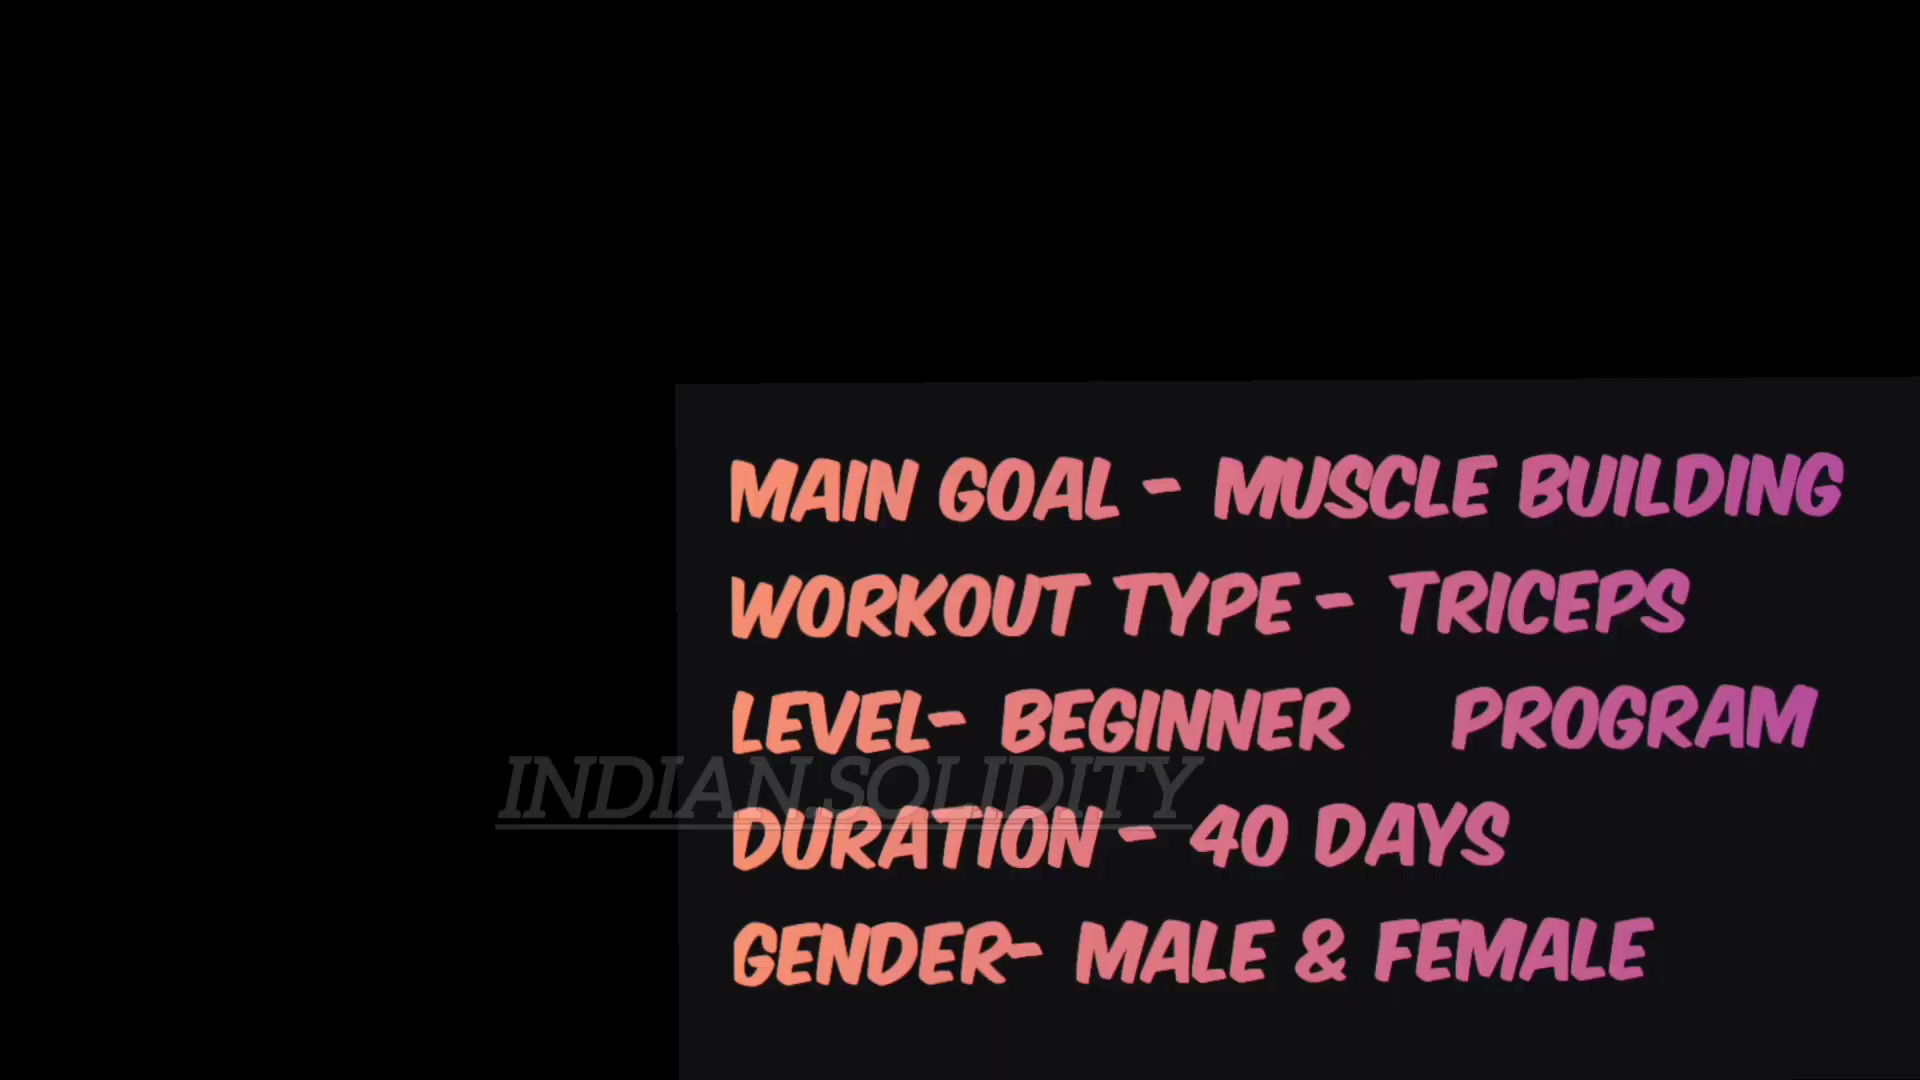 MAIN GOAL - MUSCLE BUILDING
WORKOUT TYPE - TRICEPS
LEVEL- BEGINNER PROGRAM
INDIAN.SOLIDITY
DURATION - 40 DAYS
GENDER- MALE & FEMALE